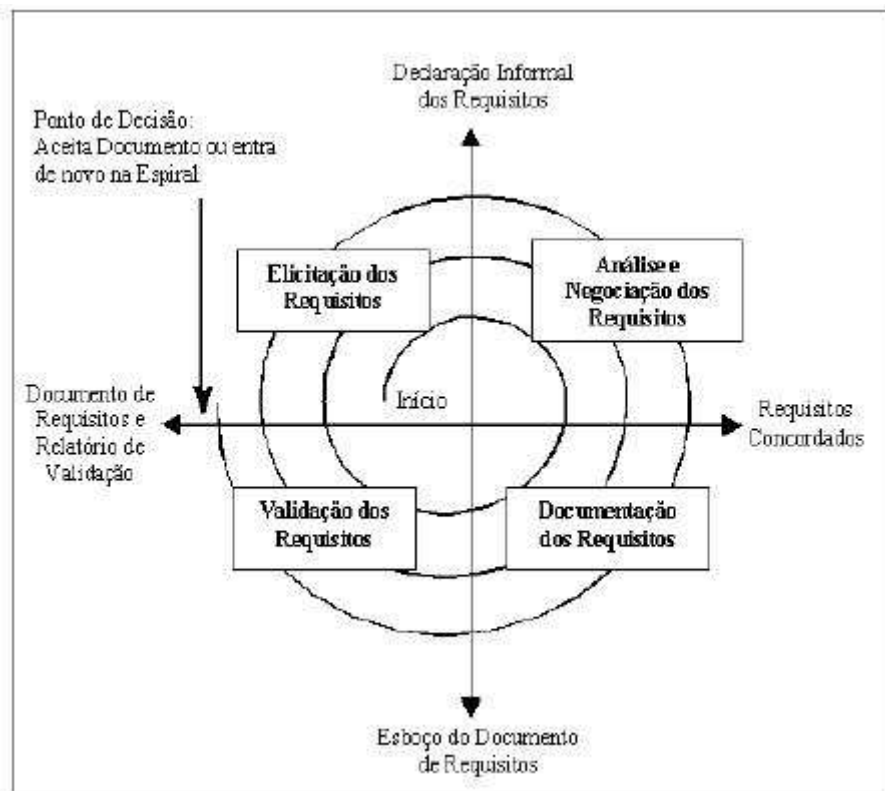 Declaração Informal
dos Requisitos
Ponto de Decisão:
Aceita Documento ou entra
de novo na Espiral
Elicitação dos
Requisitos
Análise e
Negociação dos
Requisitos
Início
Documento de
Requisitos e
Relatório de
Validação
Requisitos
Concordados
Validação dos
Requisitos
Documentação
dos Requisitos
Esboço do Documento
de Requisitos